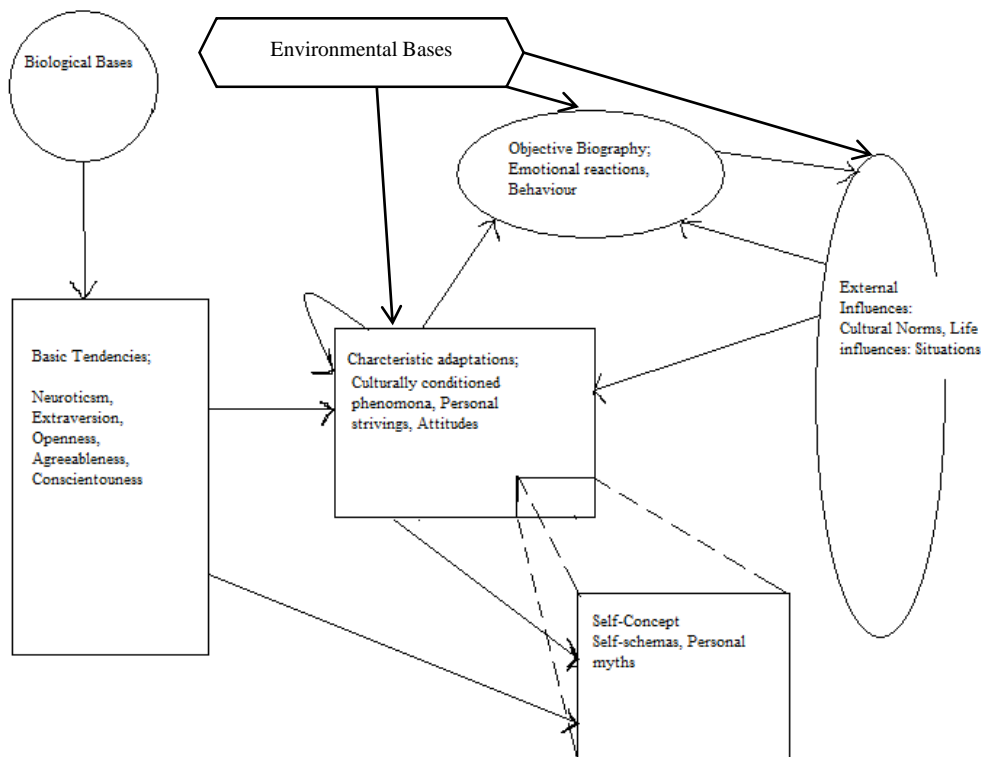 Biological Bases
Environmental Bases
Objective Biography;
Emotional reactions,
Behaviour
External
Influences:
Cultural Norms, Life
influences: Situations
Basic Tendencies;
Neuroticsm,
Extraversion,
Openness,
Agreeableness,
Conscientouness
Charcteristic adaptations;
Culturally conditioned
phenomona, Personal
strivings, Attitudes
Self-Concept
Self-schemas, Personal
myths